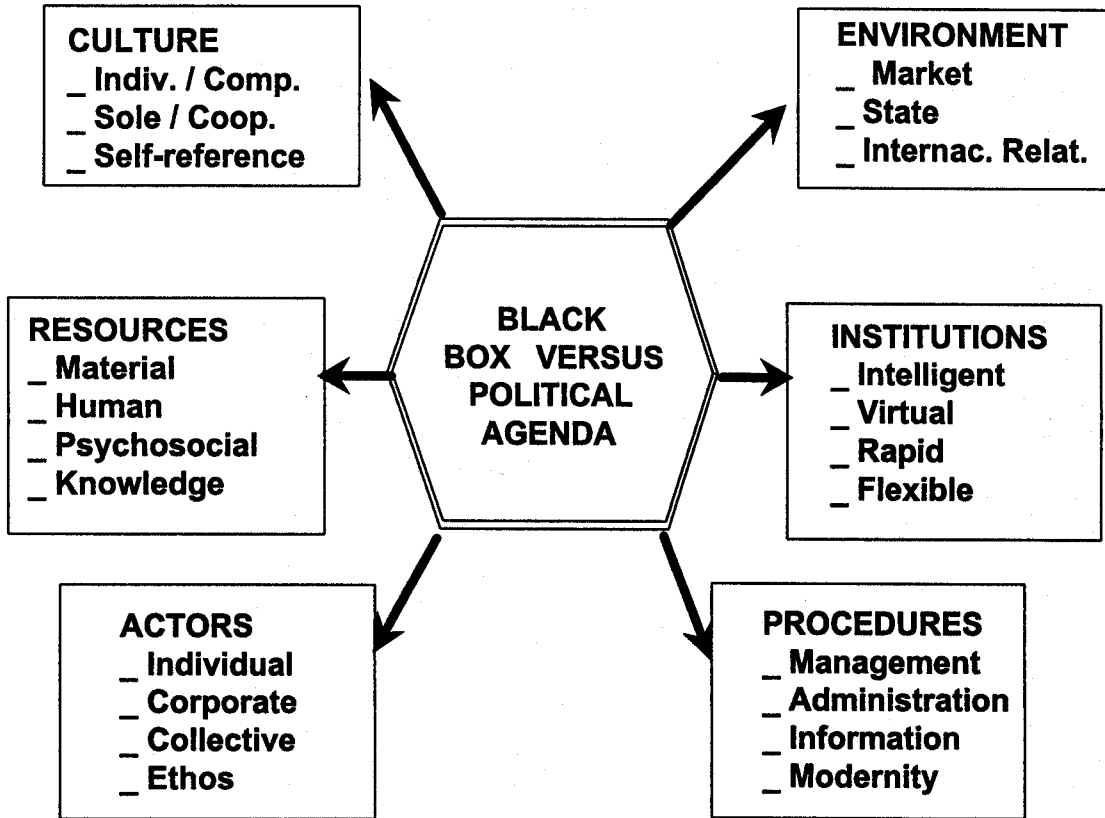 CULTURE
_ Indiv. / Comp.
_ Sole / Coop.
_ Self-reference
ENVIRONMENT
_ Market
_ State
_ Internac. Relat.
RESOURCES
_ Material
_ Human
_ Psychosocial
_ Knowledge
BLACK
BOX VERSUS
POLITICAL
AGENDA
INSTITUTIONS
_ Intelligent
_ Virtual
_ Rapid
_ Flexible
ACTORS
_ Individual
_ Corporate
_ Collective
_ Ethos
PROCEDURES
_ Management
_ Administration
_ Information
_ Modernity